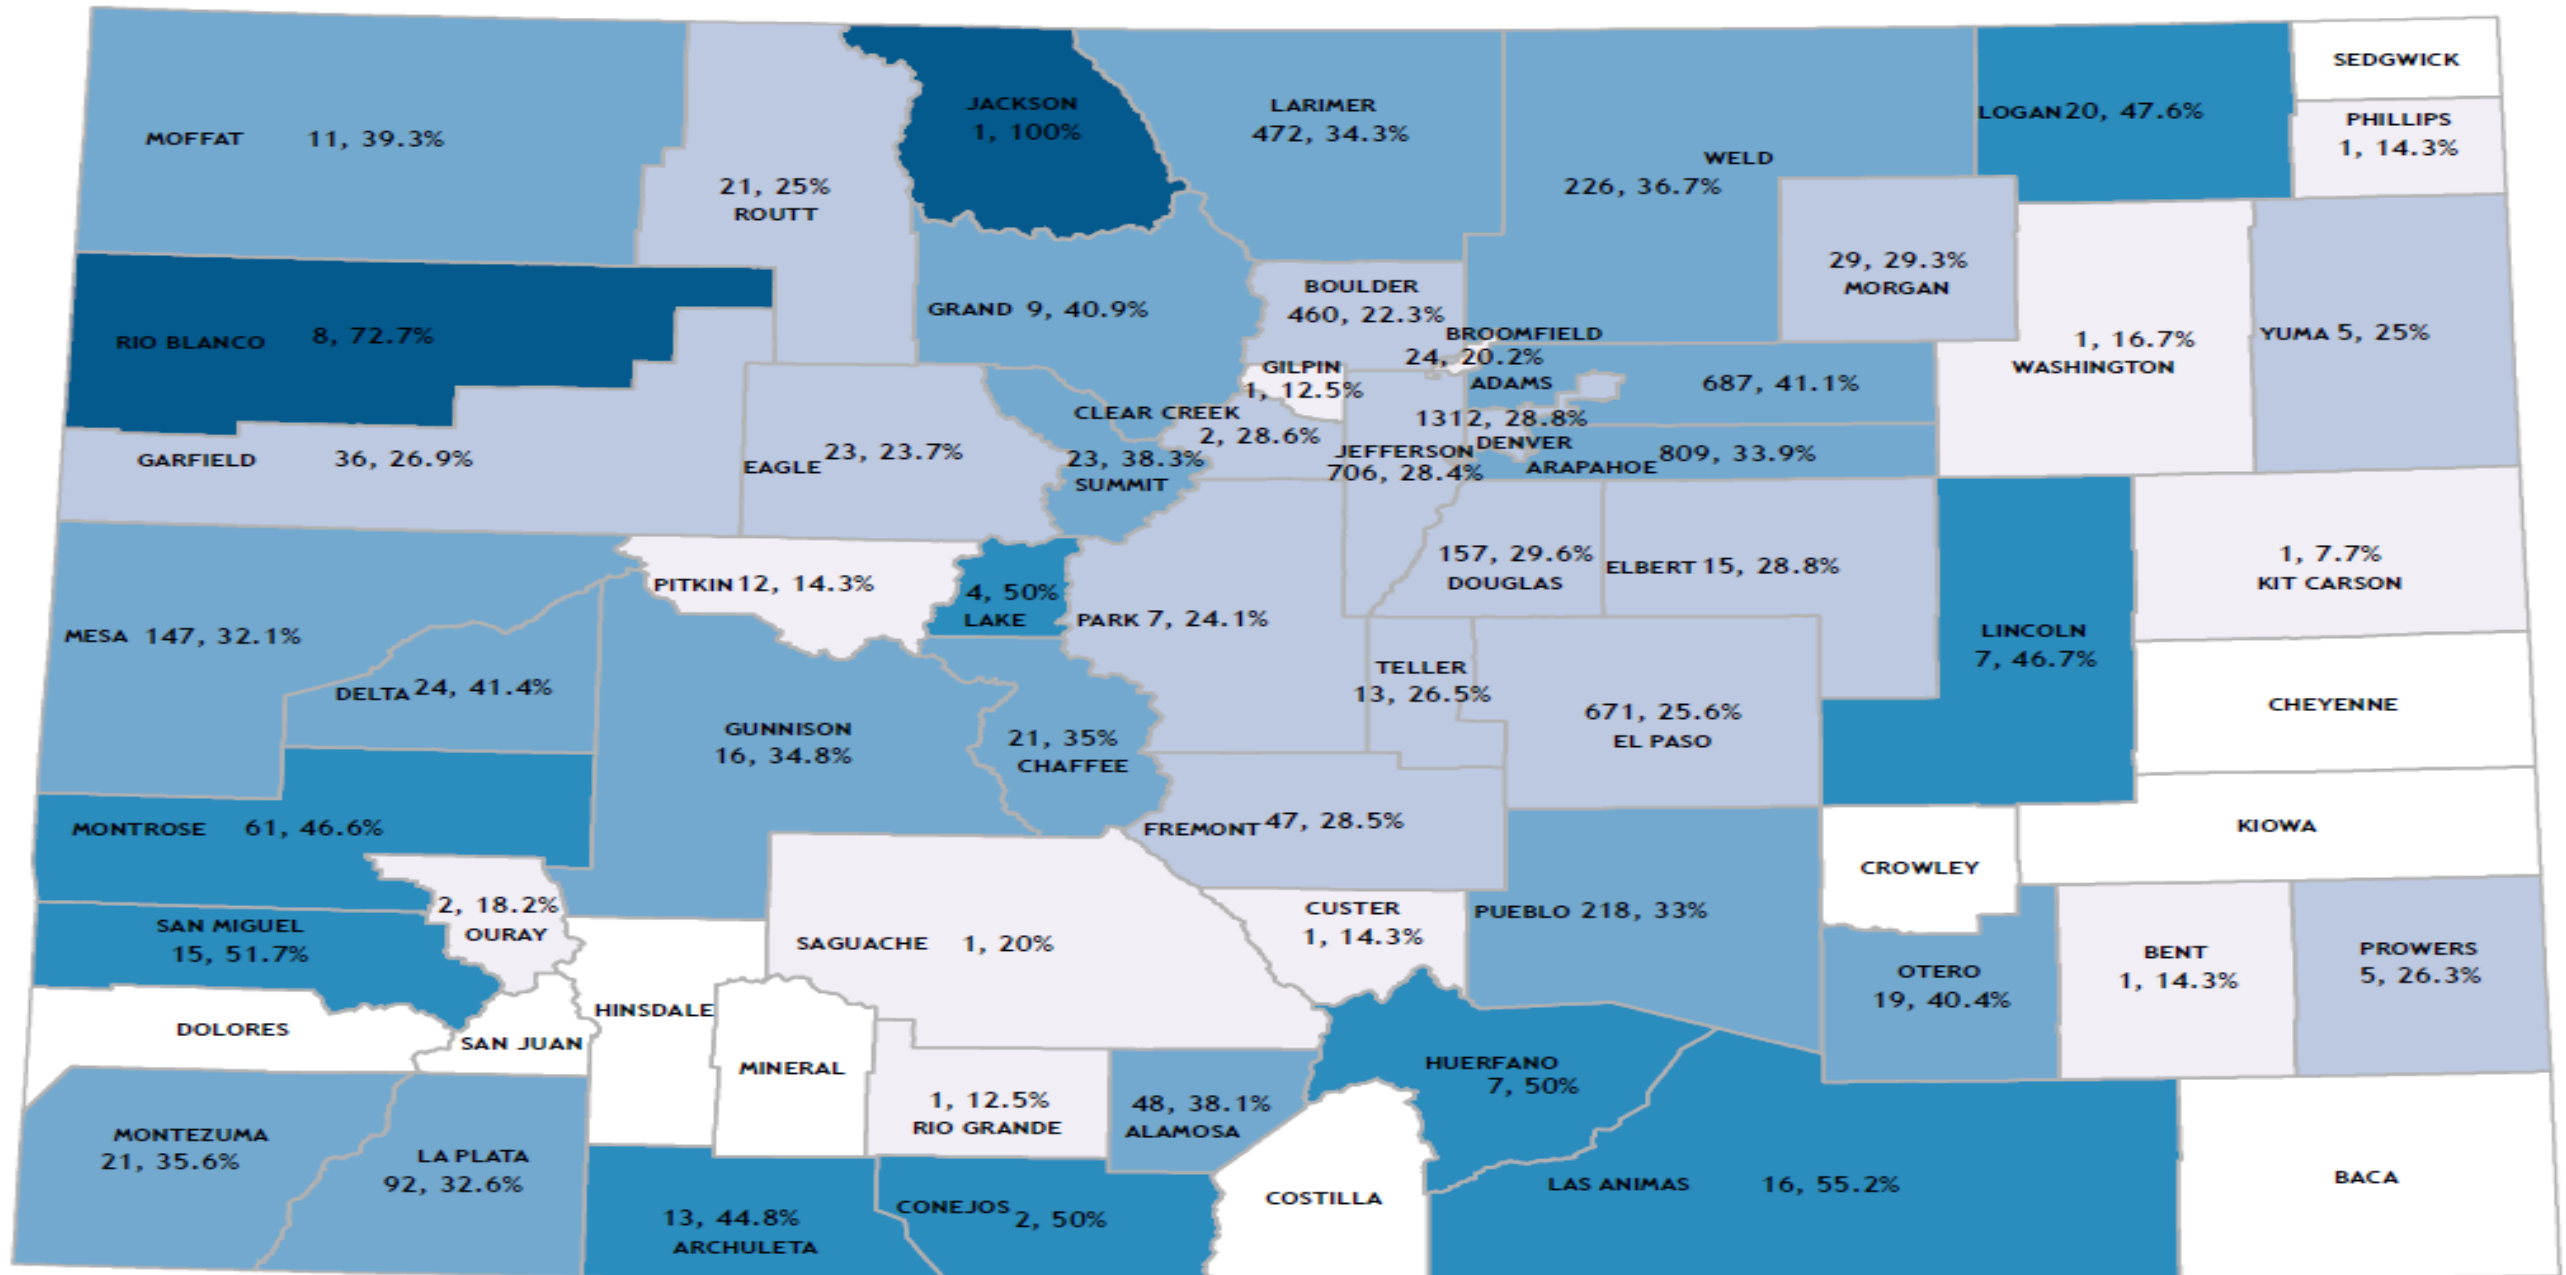 SEDGWICK
JACKSON
1, 100%
LARIMER
472, 34.3%
LOGAN 20, 47.6%
PHILLIPS
1, 14.3%
MOFFAT 11, 39.3%
WELD
226, 36.7%
21, 25%
ROUTT
29, 29.3%
MORGAN
BOULDER
460, 22.3%
GRAND 9, 40.9%
RIO BLANCO 8, 72.7%
BROOMFIELD
24, 20.2%
1, 16.7%
WASHINGTON
YUMA 5, 25%
GILPIN
1, 12.5%
ADAMS 687, 41.1%
CLEAR CREEK
2, 28.6%
1312, 28.8%
DENVER
JEFFERSON
706, 28.4%
ARAPAHOE 809, 33.9%
GARFIELD 36, 26.9%
EAGLE 23, 23.7%
23, 38.3%
SUMMIT
157, 29.6%
DOUGLAS
ELBERT 15, 28.8%
1, 7.7%
KIT CARSON
PITKIN 12, 14.3%
4, 50%
LAKE
PARK 7, 24.1%
MESA 147, 32.1%
LINCOLN
7, 46.7%
TELLER
13, 26.5%
DELTA 24, 41.4%
CHEYENNE
GUNNISON
16, 34.8%
21, 35%
CHAFFEE
671, 25.6%
EL PASO
MONTROSE 61, 46.6%
FREMONT 47, 28.5%
KIOWA
CROWLEY
2, 18.2%
OURAY
CUSTER
1, 14.3%
PUEBLO 218, 33%
SAN MIGUEL
15, 51.7%
SAGUACHE 1, 20%
BENT
1, 14.3%
PROWERS
5, 26.3%
OTERO
19, 40.4%
HINSDALE
DOLORES
SAN JUAN
MINERAL
HUERFANO
7, 50%
1, 12.5%
RIO GRANDE
48, 38.1%
ALAMOSA
MONTEZUMA
21, 35.6%
LA PLATA
92, 32.6%
BACA
LAS ANIMAS 16, 55.2%
COSTILLA
CONEJOS 2, 50%
13, 44.8%
ARCHULETA